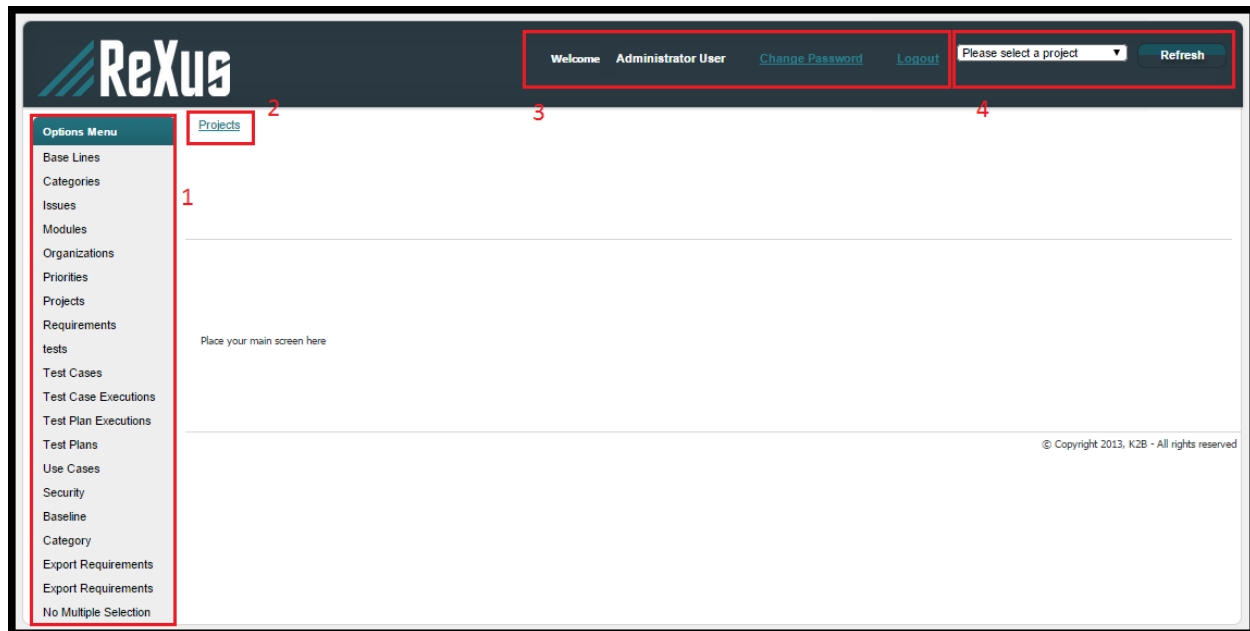 ReXus
Welcome Administrator User Change Password Logout
Please select a project Refresh
2
3
4
Options Menu
Projects
Base Lines
Categories
1
Issues
Modules
Organizations
Priorities
Projects
Requirements
tests
Place your main screen here
Test Cases
Test Case Executions
Test Plan Executions
Test Plans
© Copyright 2013, K2B - All rights reserved
Use Cases
Security
Baseline
Category
Export Requirements
Export Requirements
No Multiple Selection